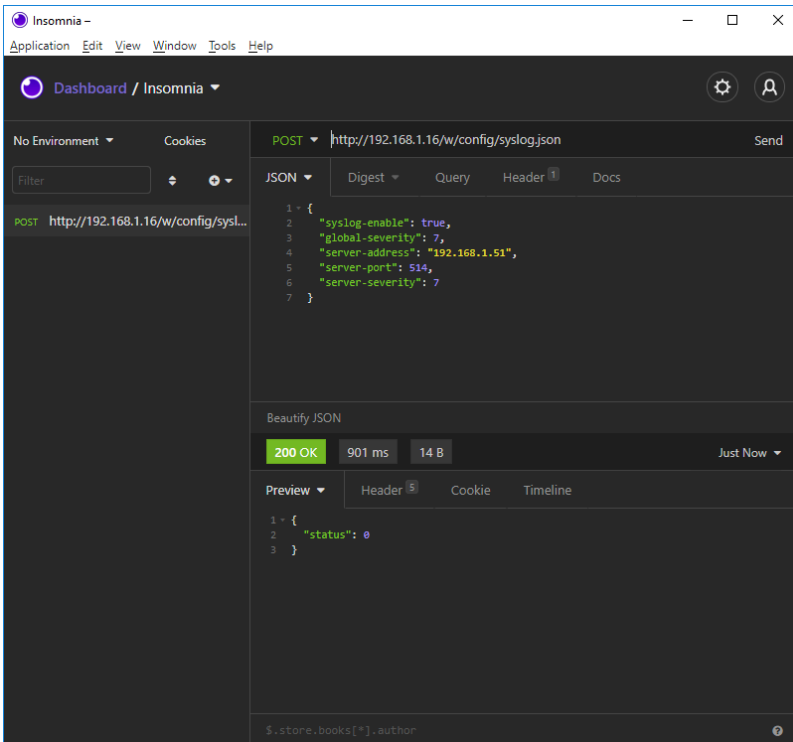 Insomnia –
Application Edit View Window Tools Help
Dashboard / Insomnia
No Environment Cookies
POST http://192.168.1.16/w/config/syslog.json Send
Filter
JSON Digest Query Header 1 Docs
POST http://192.168.1.16/w/config/sysl...
1 {
2 "syslog-enable": true,
3 "global-severity": 7,
4 "server-address": "192.168.1.51",
5 "server-port": 514,
6 "server-severity": 7
7 }
Beautify JSON
200 OK 901 ms 14 B Just Now
Preview Header 5 Cookie Timeline
1 {
2 "status": 0
3 }
$.store.books[*].author